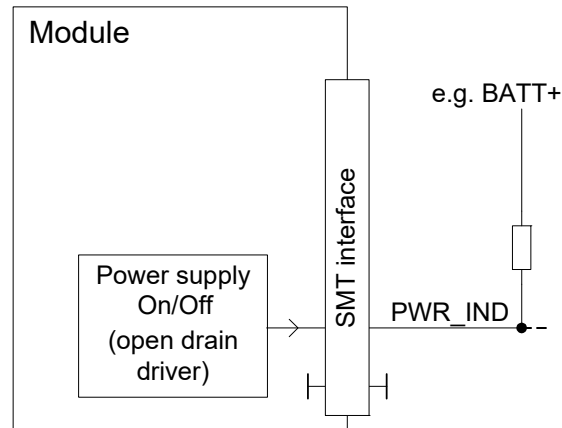 Module
e.g. BATT+
SMT interface
Power supply
On/Off
(open drain
driver)
PWR_IND